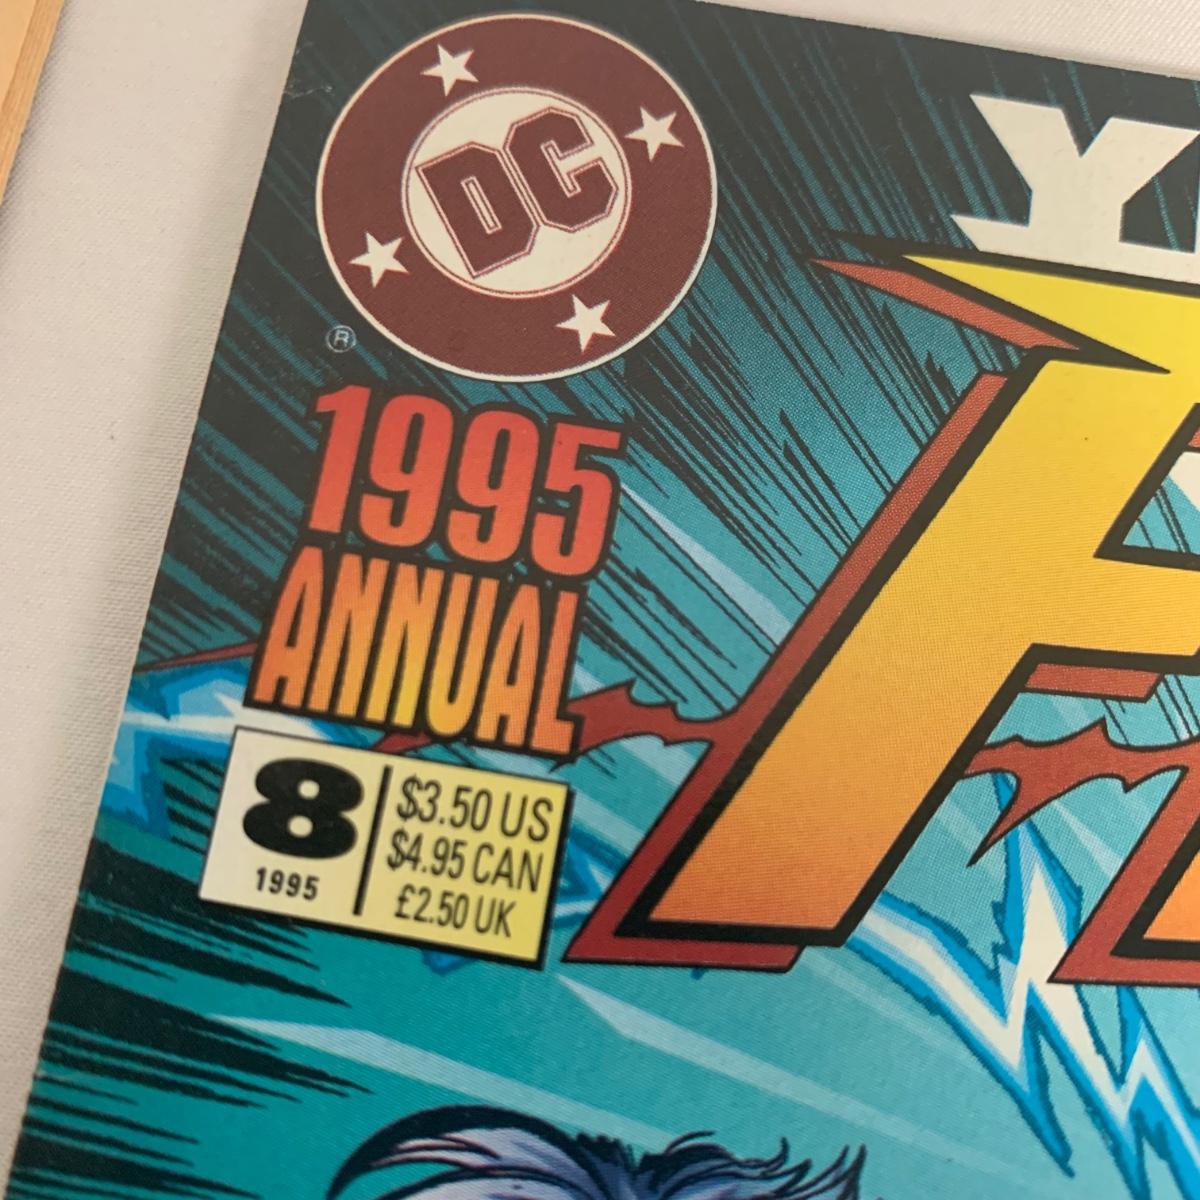 DC
®
1995
ANNUAL
8
1995
$3.50 US
$4.95 CAN
£2.50 UK
Y
F